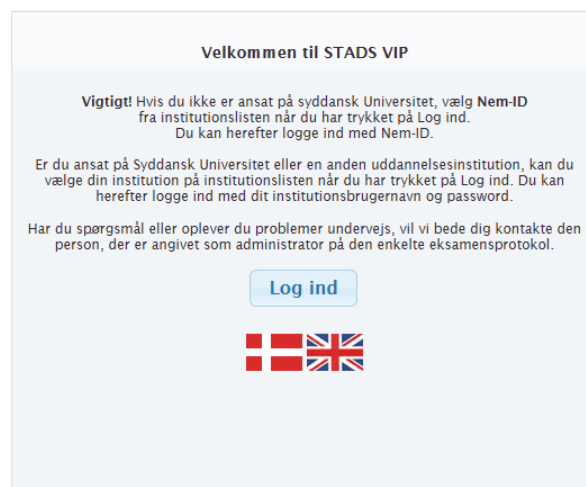 Velkommen til STADS VIP
Vigtigt! Hvis du ikke er ansat på syddansk Universitet, vælg Nem-ID
fra institutionslisten når du har trykket på Log ind.
Du kan herefter logge ind med Nem-ID.
Er du ansat på Syddansk Universitet eller en anden uddannelsesinstitution, kan du
vælge din institution på institutionslisten når du har trykket på Log ind. Du kan
herefter logge ind med dit institutionsbrugernavn og password.
Har du spørgsmål eller oplever du problemer undervejs, vil vi bede dig kontakte den
person, der er angivet som administrator på den enkelte eksamensprotokol.
Log ind